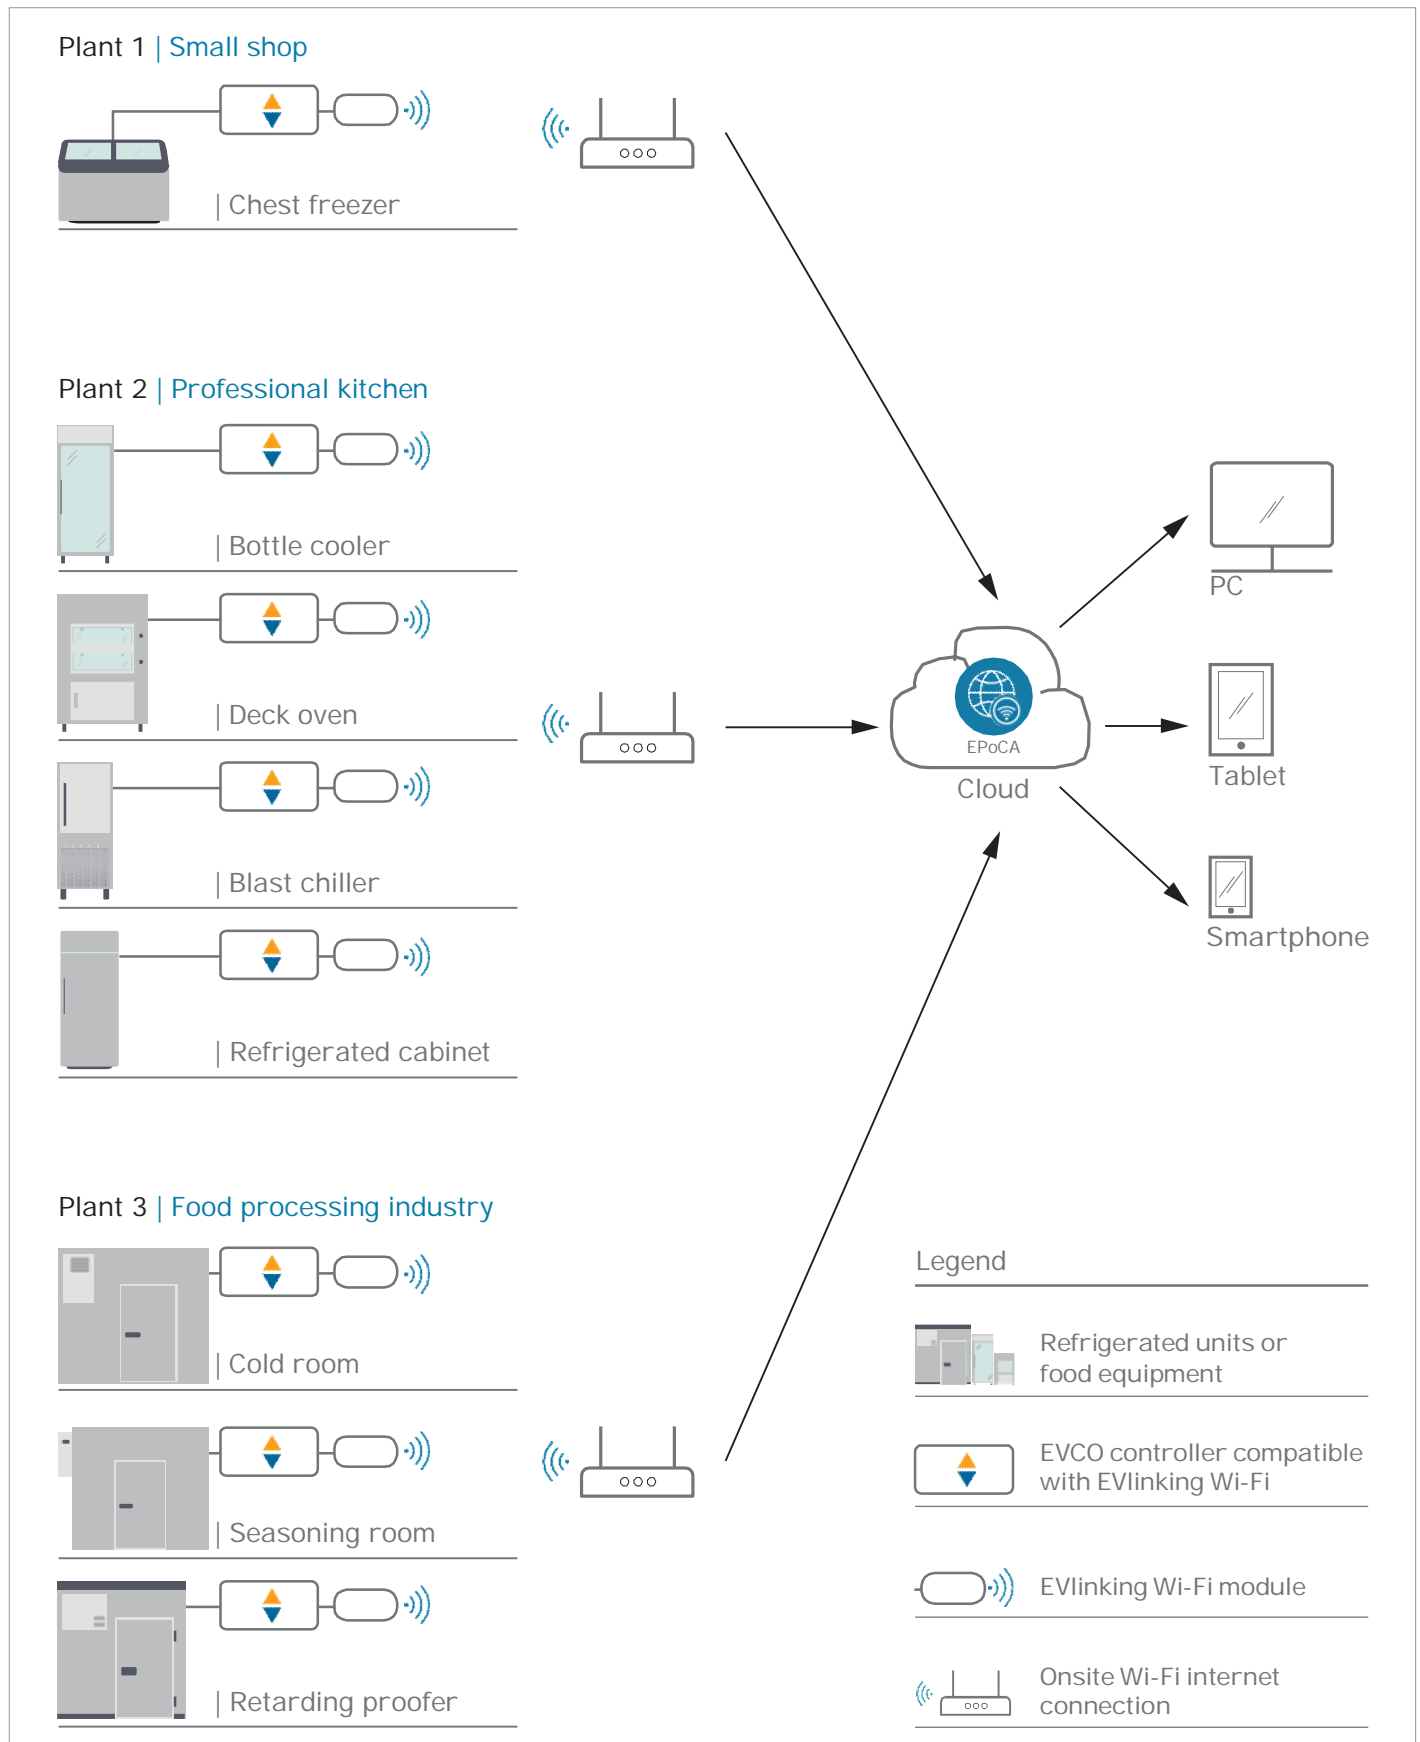 Plant 1 | Small shop
| Chest freezer
Plant 2 | Professional kitchen
| Bottle cooler
| Deck oven
| Blast chiller
| Refrigerated cabinet
Plant 3 | Food processing industry
| Cold room
| Seasoning room
| Retarding proofer
EPoCA
Cloud
PC
Tablet
Smartphone
Legend
Refrigerated units or
food equipment
EVCO controller compatible
with EVlinking Wi-Fi
EVlinking Wi-Fi module
Onsite Wi-Fi internet
connection